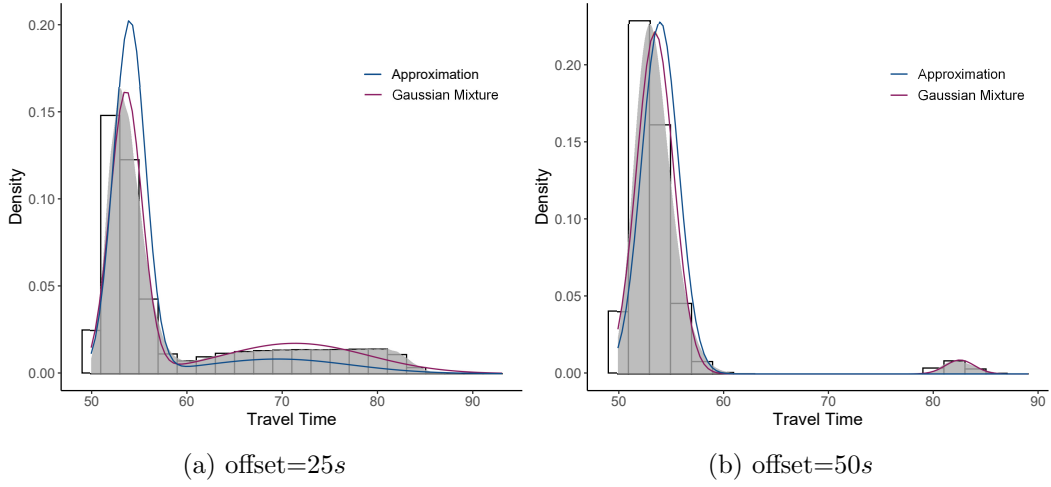 0.20
0.15
0.10
0.05
0.00
Density
50 60 70 80 90
Travel Time
Approximation
Gaussian Mixture
(a) offset=25s
0.20
0.15
0.10
0.05
0.00
Density
50 60 70 80 90
Travel Time
Approximation
Gaussian Mixture
(b) offset=50s